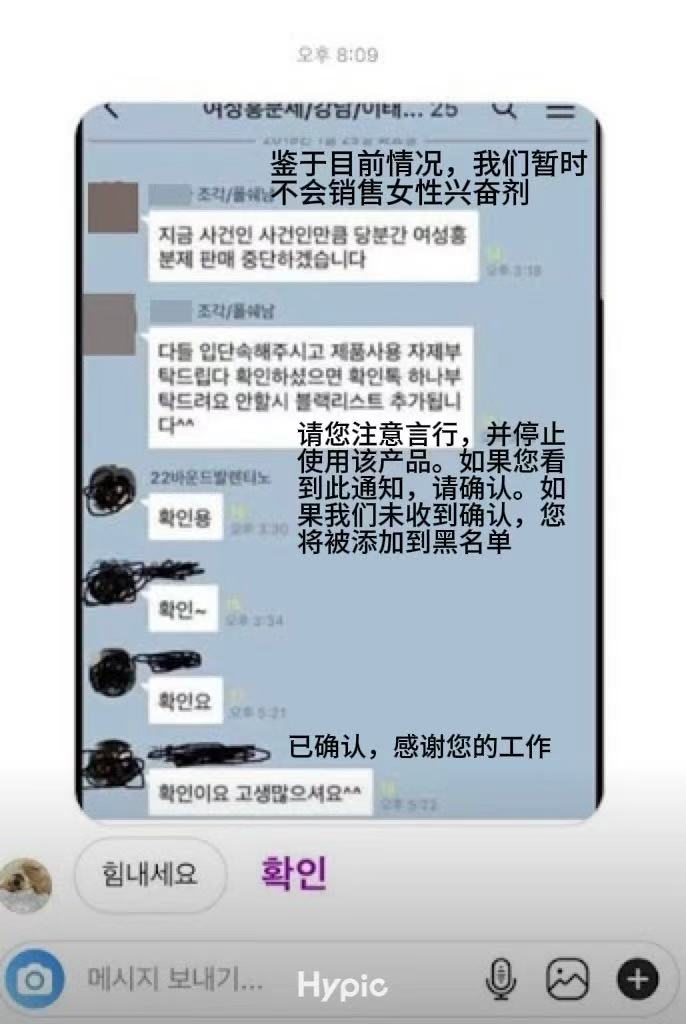 오후 8:09
여성흥분제/강남/이태... 25
鉴于目前情况，我们暂时
不会销售女性兴奋剂
조각/풀쉐남
지금 사건인 사건인만큼 당분간 여성흥
분제 판매 중단하겠습니다
오후 3:18
조각/풀쉐남
다들 입단속해주시고 제품사용 자제부
탁드립다 확인하셨으면 확인톡 하나부
탁드려요 안할시 블랙리스트 추가됩니
다^^
请您注意言行，并停止
使用该产品。如果您看
到此通知，请确认。如
果我们未收到确认，您
将被添加到黑名单
22바운드발렌티노
확인용
오후 3:30
확인~
오후 3:34
확인요
오후 5:21
已确认，感谢您的工作
확인이요 고생많으셔요^^
오후 5:22
힘내세요
확인
메시지 보내기...
Hypic